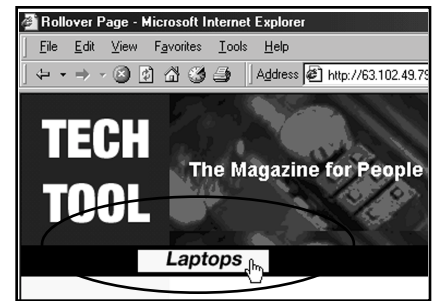 Rollover Page - Microsoft Internet Explorer
File Edit View Favorites Tools Help
Address http://63.102.49.79
TECH
TOOL
The Magazine for People
Laptops